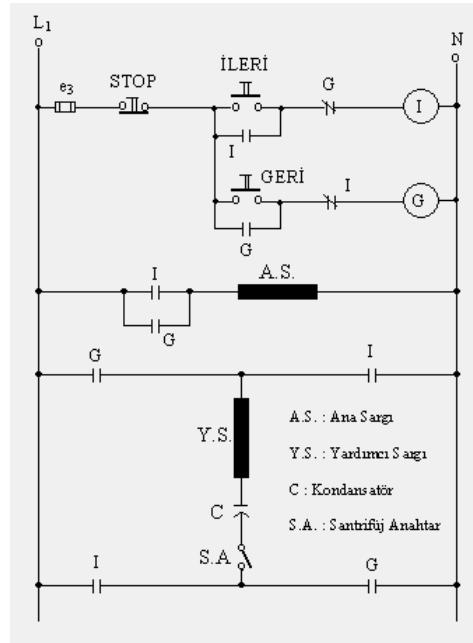 L1 N
e3 STOP İLERİ G I
I
GERİ I G
G
I A.S.
G
G I
Y.S.
A.S. : Ana Sargı
Y.S. : Yardımcı Sargı
C C : Kondansatör
S.A S.A. : Santrifüj Anahtar
I G